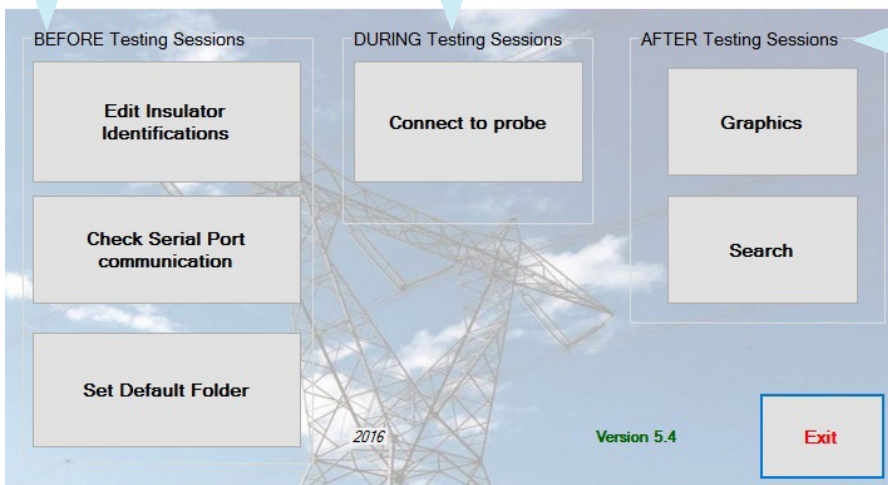 BEFORE Testing Sessions
Edit Insulator
Identifications
Check Serial Port
communication
Set Default Folder
DURING Testing Sessions
Connect to probe
AFTER Testing Sessions
Graphics
Search
2016
Version 5.4
Exit